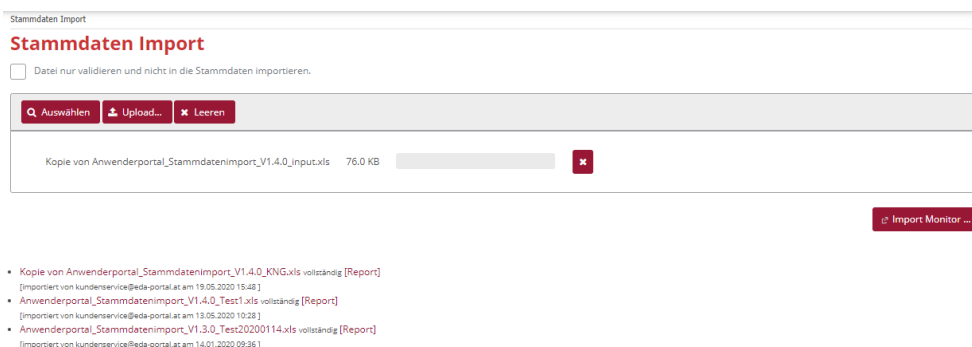 Stammdaten Import
Stammdaten Import
Datei nur validieren und nicht in die Stammdaten importieren.
Auswählen Upload... Leeren
Kopie von Anwenderportal_Stammdatenimport_V1.4.0_input.xls 76.0 KB
Import Monitor ...
Kopie von Anwenderportal_Stammdatenimport_V1.4.0_KNG.xls vollständig [Report]
[importiert von kundenservice@eda-portal.at am 19.05.2020 15:48 ]
Anwenderportal_Stammdatenimport_V1.4.0_Test1.xls vollständig [Report]
[importiert von kundenservice@eda-portal.at am 13.05.2020 10:28 ]
Anwenderportal_Stammdatenimport_V1.3.0_Test20200114.xls vollständig [Report]
[importiert von kundenservice@eda-portal.at am 14.01.2020 09:36 ]